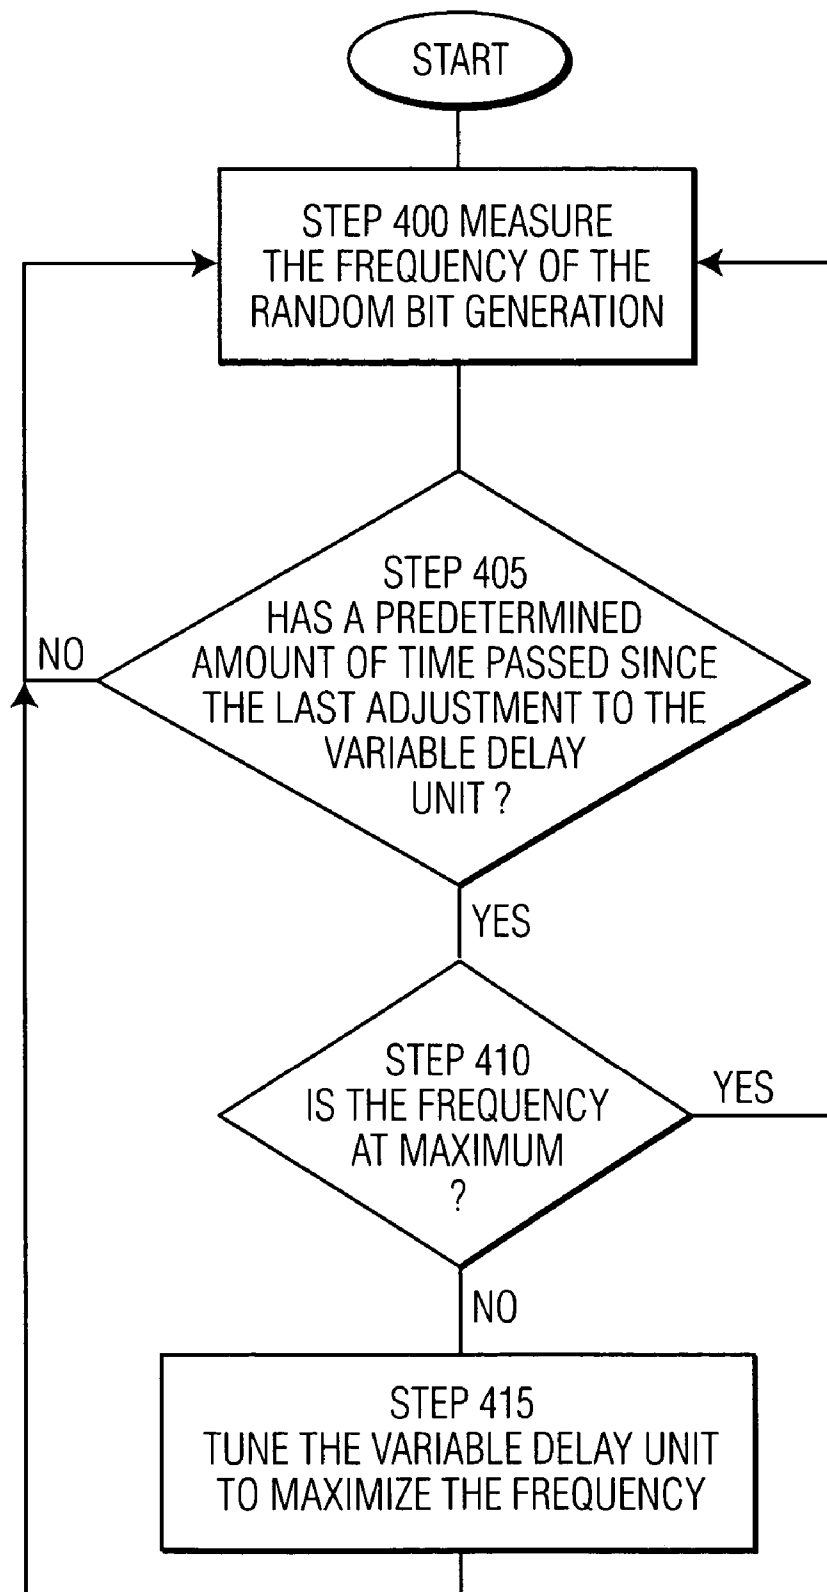 START
STEP 400 MEASURE
THE FREQUENCY OF THE
RANDOM BIT GENERATION
STEP 405
HAS A PREDETERMINED
AMOUNT OF TIME PASSED SINCE
THE LAST ADJUSTMENT TO THE
VARIABLE DELAY
UNIT ?
NO
YES
STEP 410
IS THE FREQUENCY
AT MAXIMUM
?
YES
NO
STEP 415
TUNE THE VARIABLE DELAY UNIT
TO MAXIMIZE THE FREQUENCY